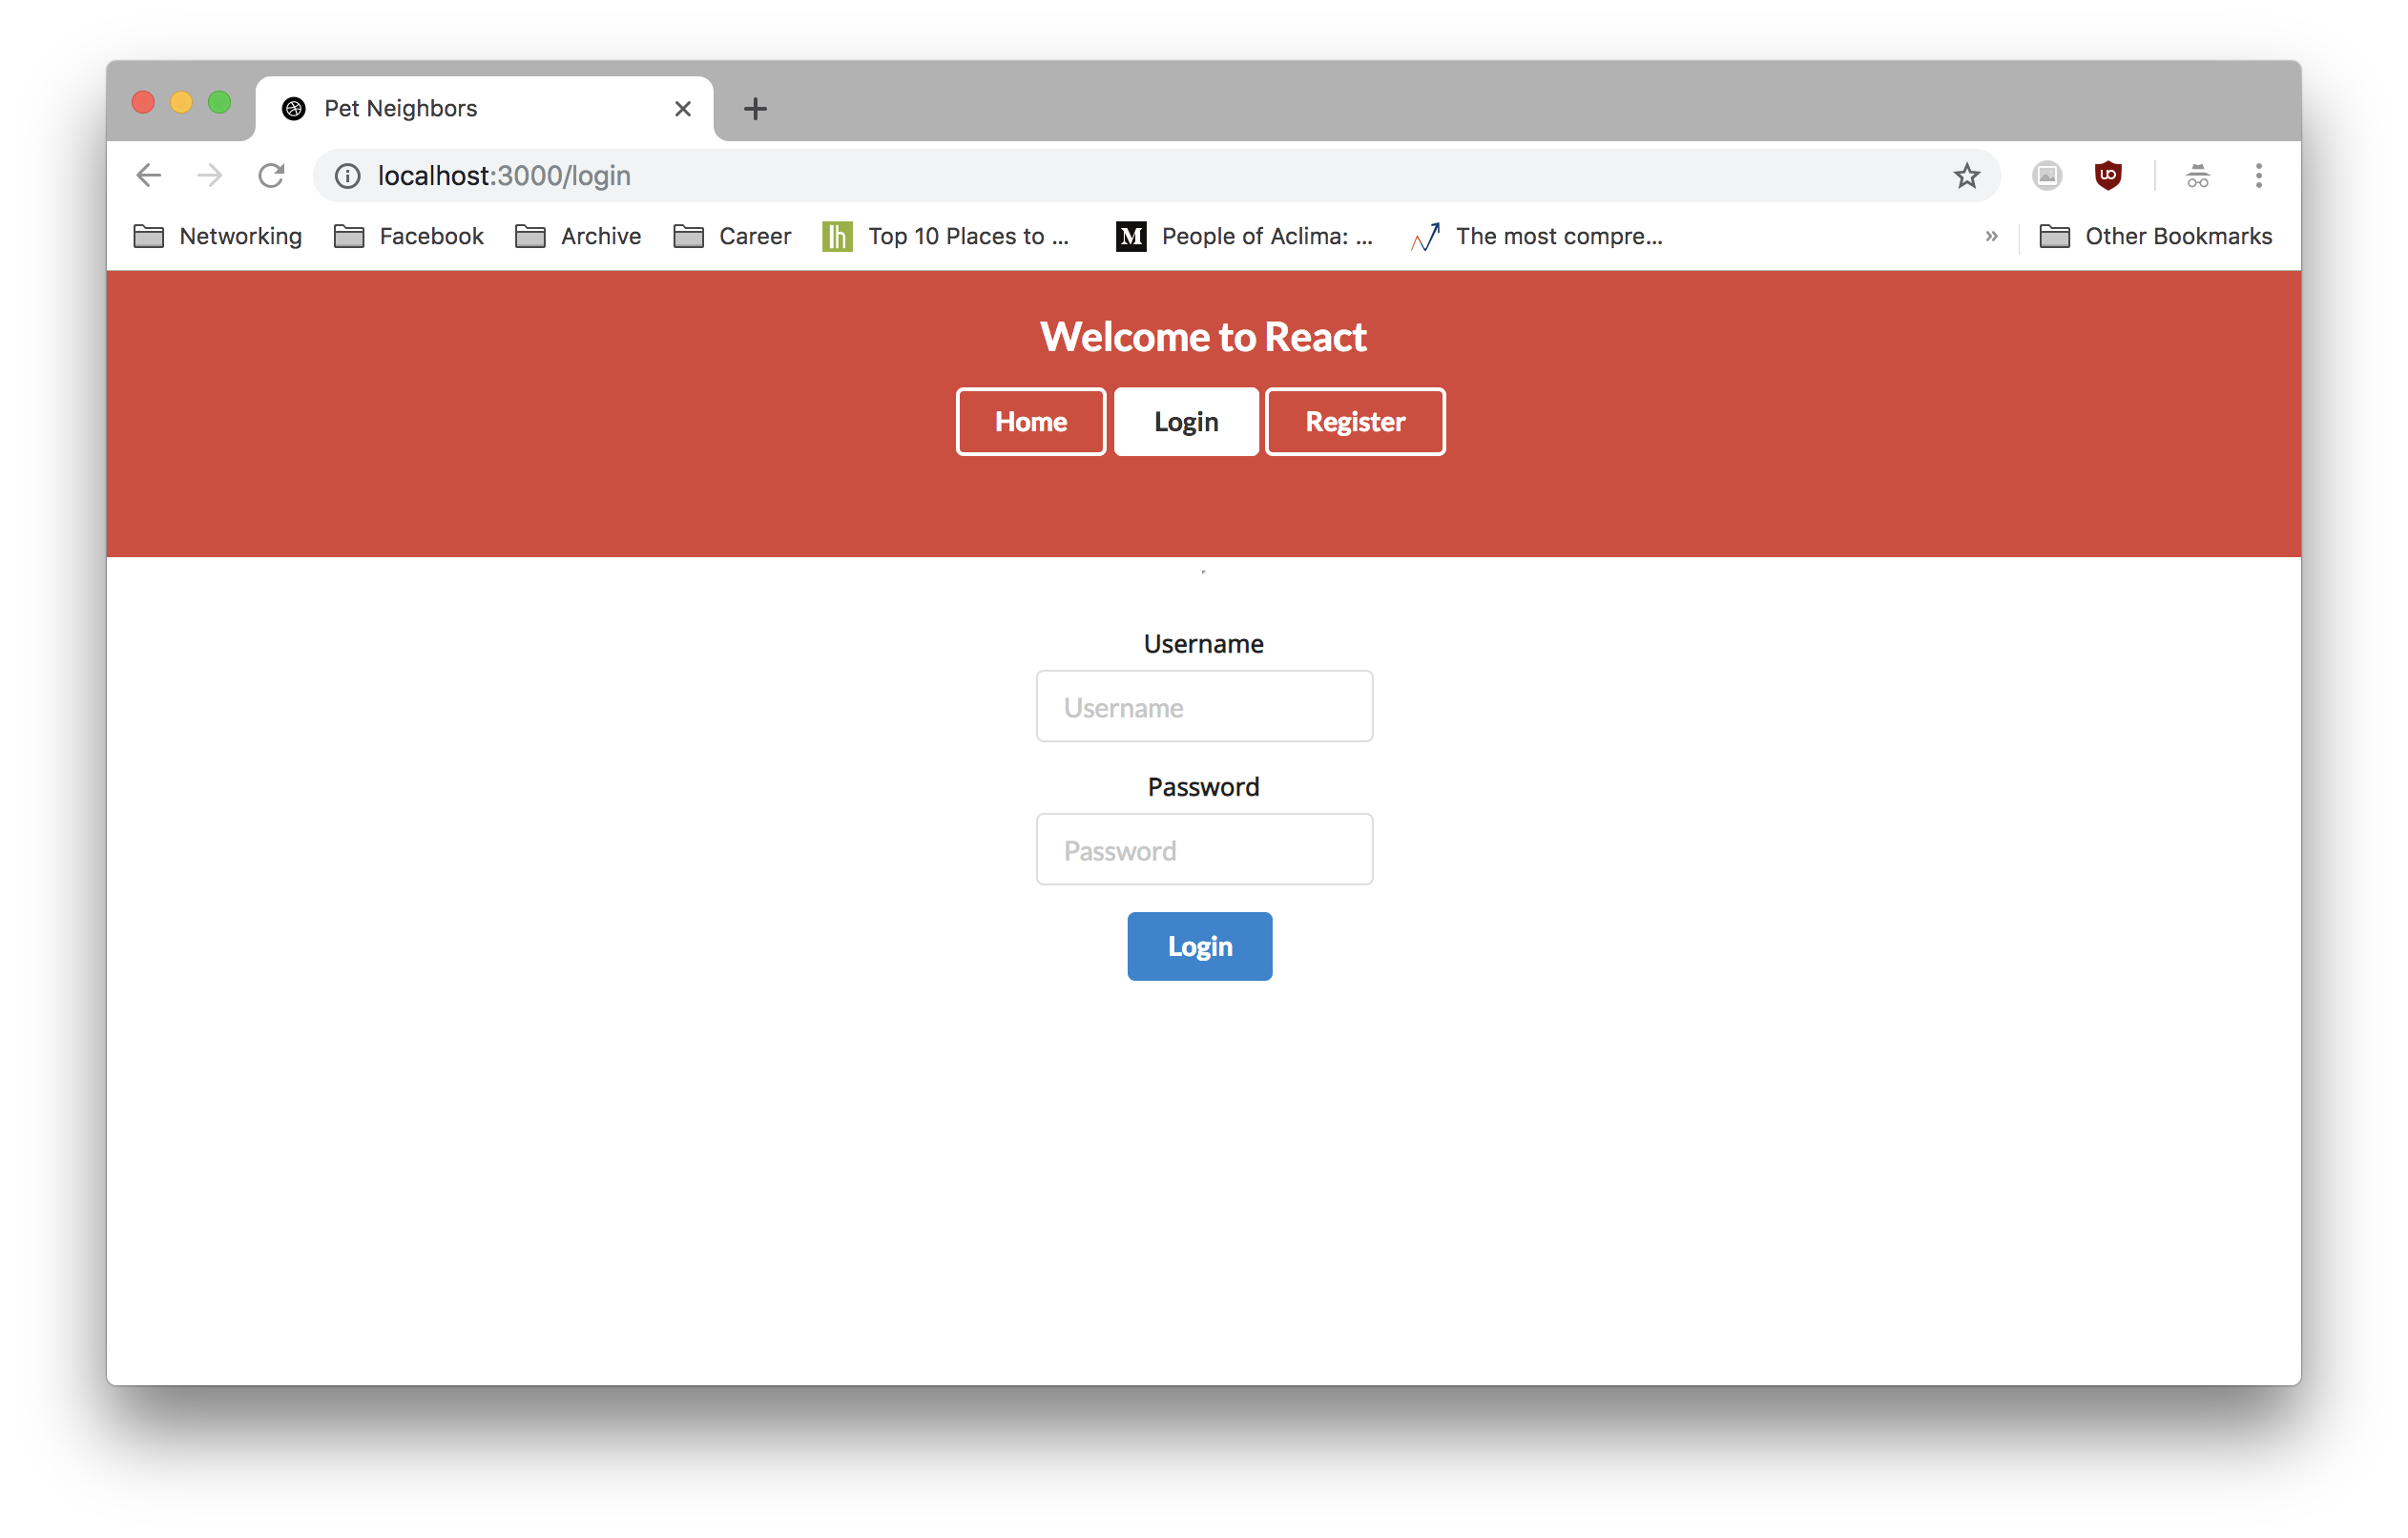 Pet Neighbors
localhost:3000/login
Networking Facebook Archive Career lh Top 10 Places to ... M People of Aclima: ... The most compre... » Other Bookmarks
Welcome to React
Home Login Register
Username
Username
Password
Password
Login